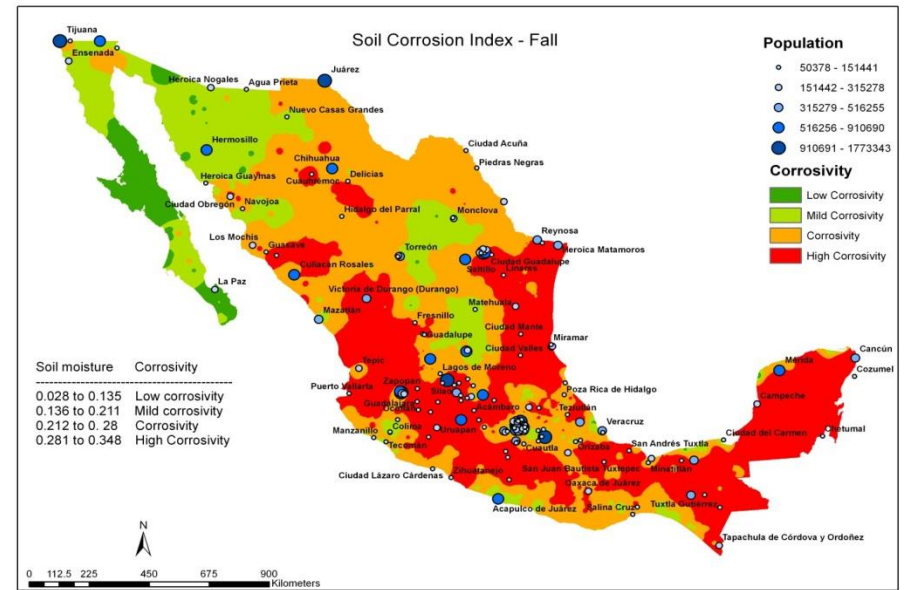 Soil Corrosion Index - Fall
Population
50378 - 151441
151442 - 315278
315279 - 516255
516256 - 910690
910691 - 1773343
Corrosivity
Low Corrosivity
Mild Corrosivity
Corrosivity
High Corrosivity
Tijuana
Ensenada
Heroica Nogales
Agua Prieta
Juárez
Nuevo Casas Grandes
Hermosillo
Chihuahua
Cuauhtemoc
Delicias
Ciudad Acuña
Piedras Negras
Heroica Guaymas
Ciudad Obregón
Navojoa
Hidalgo del Parral
Monclova
Los Mochis
Guasave
Torreón
Reynosa
Heroica Matamoros
Ciudad Guadalupe
Saltillo
Linares
Culiacan Rosales
La Paz
Victoria de Durango (Durango)
Mazatlán
Matehuala
Fresnillo
Guadalupe
Ciudad Mante
Ciudad Valles
Miramar
Tepic
Lagos de Moreno
Puerto Vallarta
Zapopan
Silao
Guadalajara
Ocotlán
Acámbaro
Poza Rica de Hidalgo
Teziutlán
Manzanillo
Colima
Uruapan
Tecomán
Cuautla
Orizaba
Veracruz
San Andrés Tuxtla
Ciudad del Carmen
Mérida
Cancún
Cozumel
Campeche
Chetumal
Ciudad Lázaro Cárdenas
Zihuatanejo
San Juan Bautista Tuxtepec
Minatitlán
Oaxaca de Juárez
Acapulco de Juárez
Salina Cruz
Tuxtla Gutiérrez
Tapachula de Córdova y Ordoñez
Soil moisture Corrosivity
0.028 to 0.135 Low corrosivity
0.136 to 0.211 Mild corrosivity
0.212 to 0. 28 Corrosivity
0.281 to 0.348 High Corrosivity
N
0 112.5 225 450 675 900
Kilometers